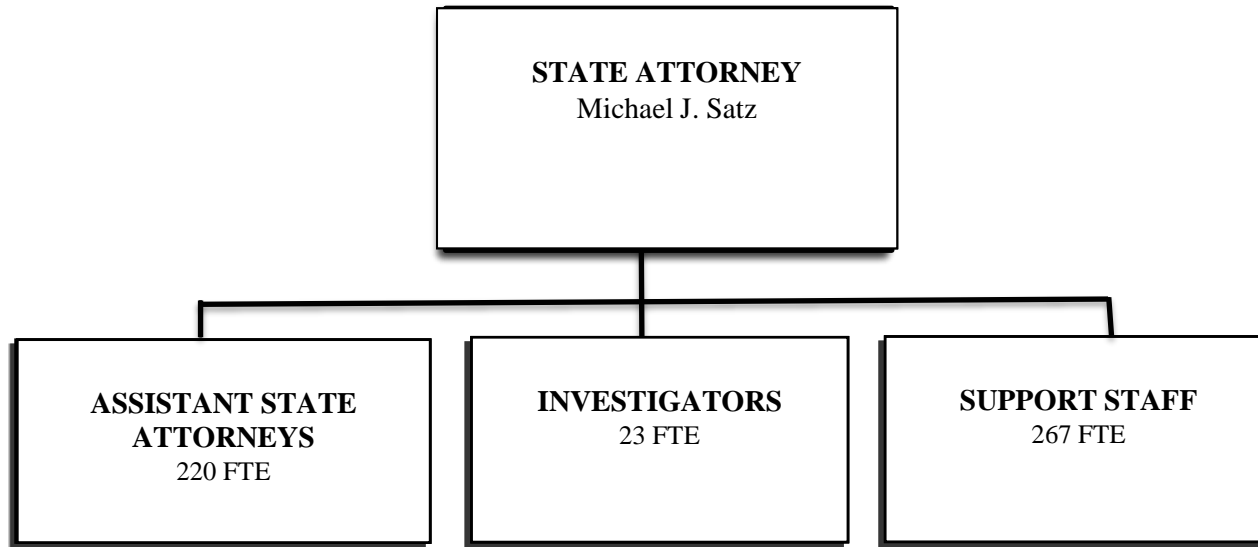 STATE ATTORNEY
Michael J. Satz
ASSISTANT STATE
ATTORNEYS
220 FTE
INVESTIGATORS
23 FTE
SUPPORT STAFF
267 FTE